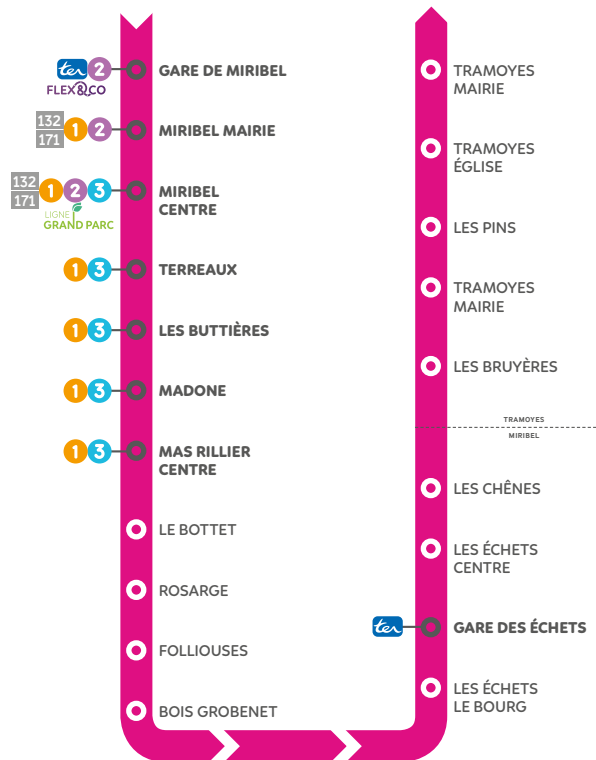 ter 2
FLEX&CO
GARE DE MIRIBEL
132
171
1 2
MIRIBEL MAIRIE
132
171
1 2 3
LIGNE
GRAND PARC
MIRIBEL
CENTRE
1 3
TERREAUX
1 3
LES BUTTIÈRES
1 3
MADONE
1 3
MAS RILLIER
CENTRE
LE BOTTET
ROSARGE
FOLLIOUSES
BOIS GROBENET
TRAMOYES
MAIRIE
TRAMOYES
ÉGLISE
LES PINS
TRAMOYES
MAIRIE
LES BRUYÈRES
TRAMOYES
MIRIBEL
LES CHÊNES
LES ÉCHETS
CENTRE
ter
GARE DES ÉCHETS
LES ÉCHETS
LE BOURG